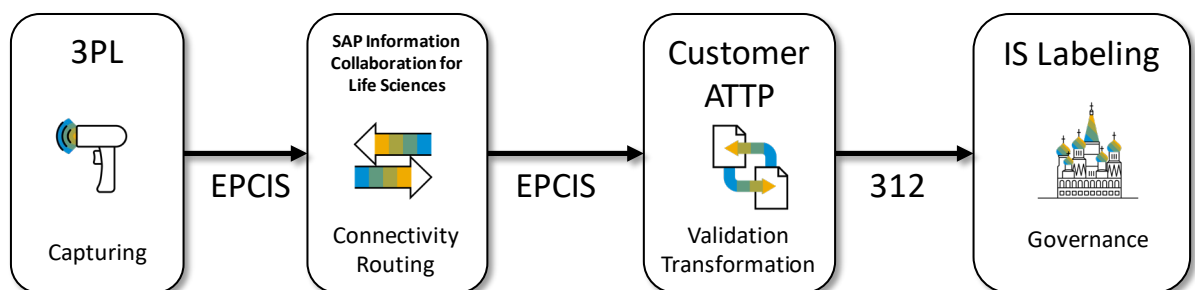 3PL
Capturing
EPCIS
SAP Information
Collaboration for
Life Sciences
Connectivity
Routing
EPCIS
Customer
ATTP
Validation
Transformation
312
IS Labeling
Governance